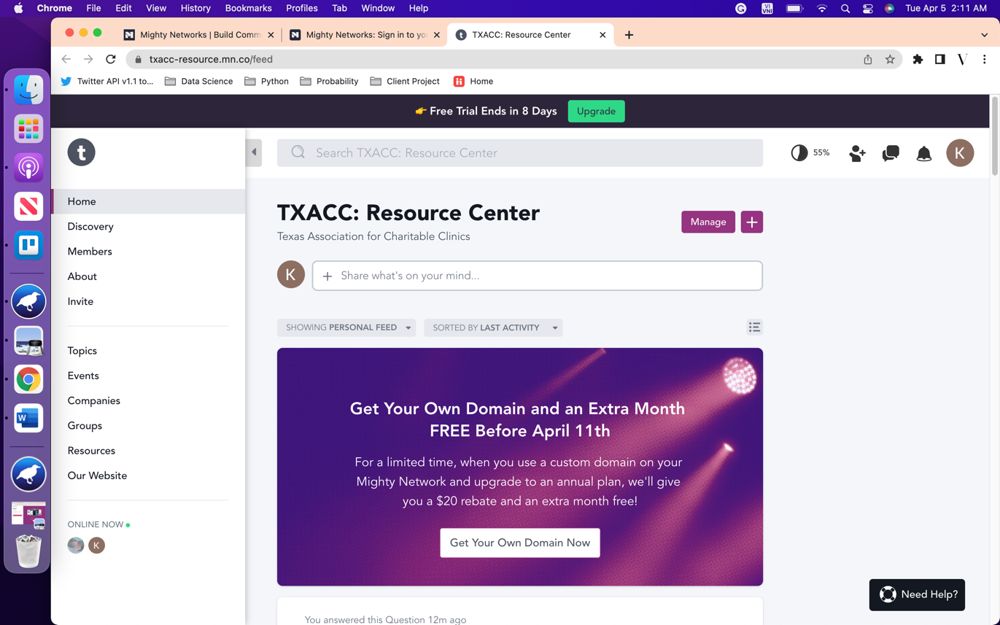 Chrome File Edit View History Bookmarks Profiles Tab Window Help VI VNI Tue Apr 5 2:11 AM
Mighty Networks | Build Comm
Mighty Networks: Sign in to yo
TXACC: Resource Center
txacc-resource.mn.co/feed
Twitter API v1.1 to... Data Science Python Probability Client Project Home
👉 Free Trial Ends in 8 Days Upgrade
t
Search TXACC: Resource Center
55%
K
Home
Discovery
Members
About
Invite
Topics
Events
Companies
Groups
Resources
Our Website
ONLINE NOW
K
TXACC: Resource Center
Texas Association for Charitable Clinics
Manage +
K
+ Share what's on your mind...
SHOWING PERSONAL FEED SORTED BY LAST ACTIVITY
Get Your Own Domain and an Extra Month
FREE Before April 11th
For a limited time, when you use a custom domain on your
Mighty Network and upgrade to an annual plan, we'll give
you a $20 rebate and an extra month free!
Get Your Own Domain Now
You answered this Question 12m ago
Need Help?
W